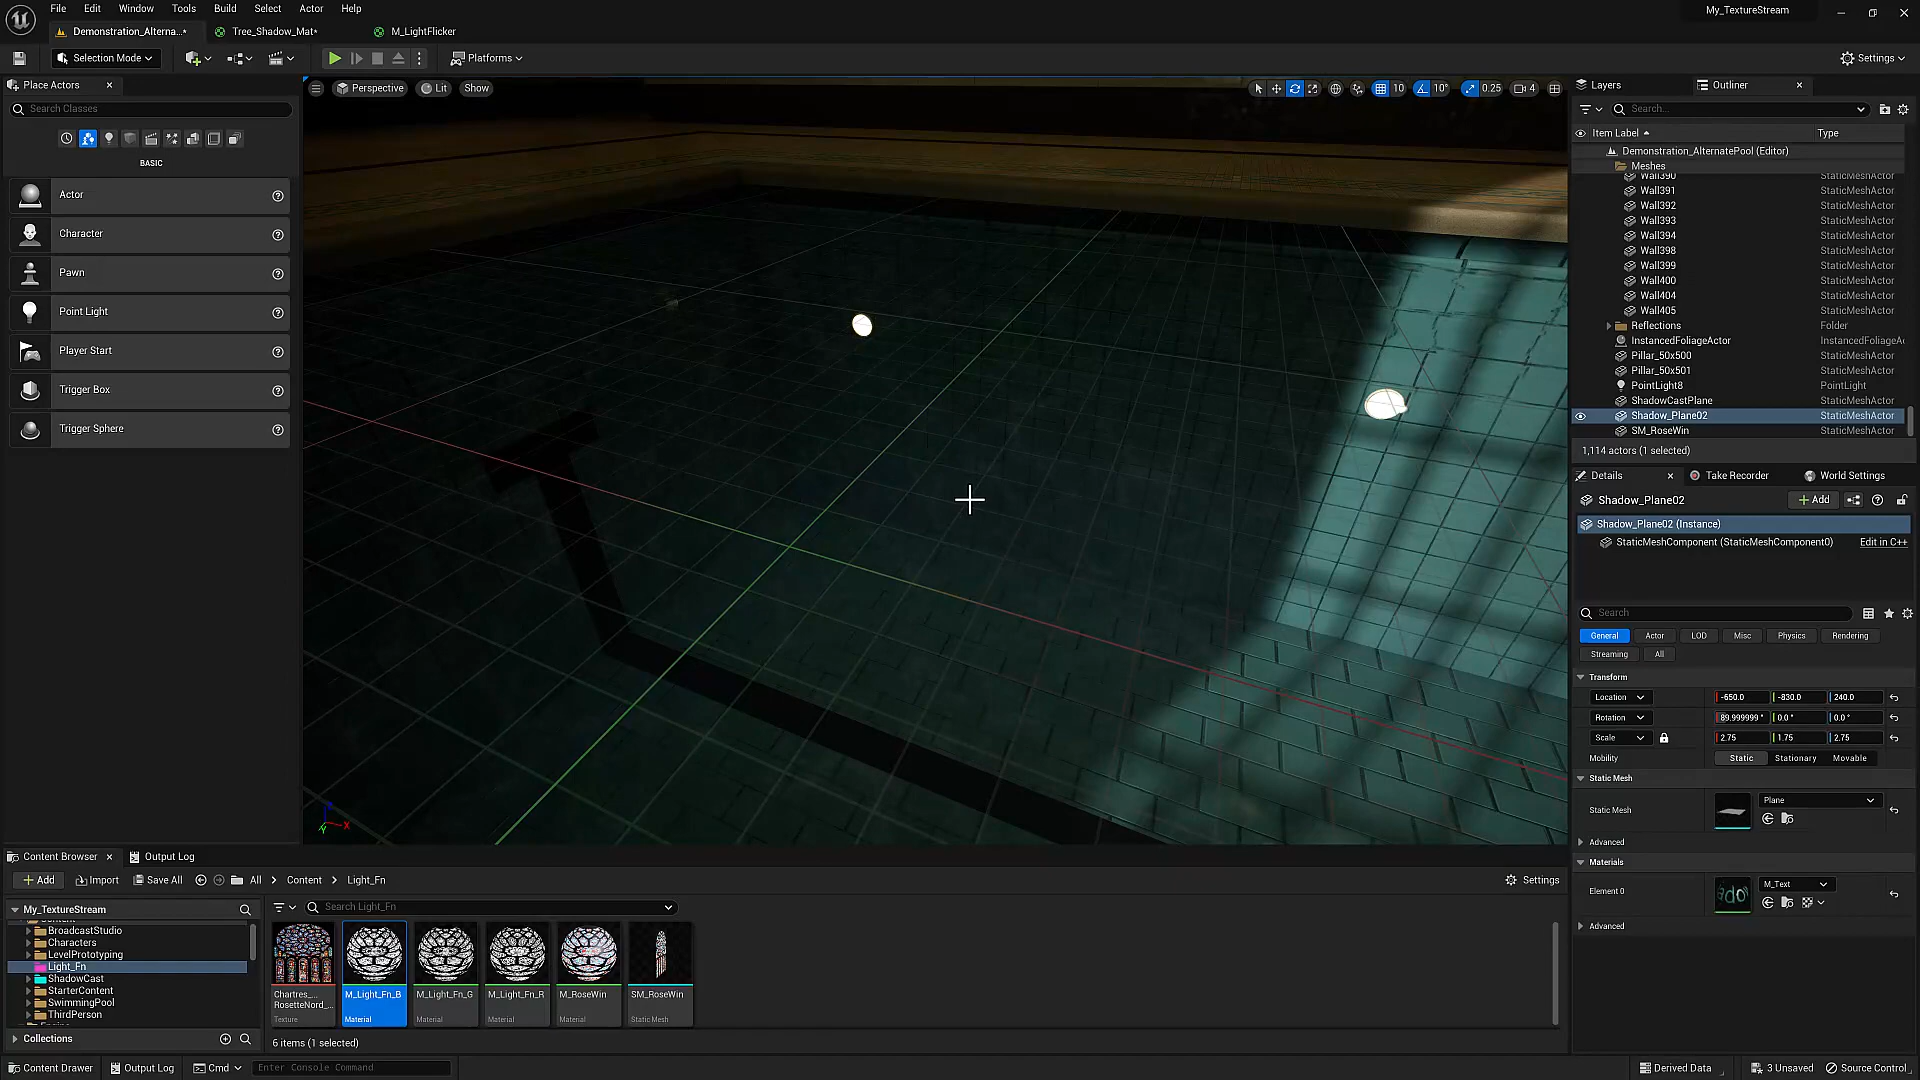 File Edit Window Tools Build Select Actor Help
My_TextureStream
Demonstration_Alterna...* Tree_Shadow_Mat* M_LightFlicker
Selection Mode Platforms Settings
Place Actors
Search Classes
BASIC
Actor
Character
Pawn
Point Light
Player Start
Trigger Box
Trigger Sphere
Perspective Lit Show 10 10° 0.25 4
X
Y
Layers Outliner
Search...
Item Label Type
Demonstration_AlternatePool (Editor)
Meshes
Wall390 StaticMeshActor
Wall391 StaticMeshActor
Wall392 StaticMeshActor
Wall393 StaticMeshActor
Wall394 StaticMeshActor
Wall398 StaticMeshActor
Wall399 StaticMeshActor
Wall400 StaticMeshActor
Wall404 StaticMeshActor
Wall405 StaticMeshActor
Reflections Folder
InstancedFoliageActor InstancedFoliageAc
Pillar_50x500 StaticMeshActor
Pillar_50x501 StaticMeshActor
PointLight8 PointLight
ShadowCastPlane StaticMeshActor
Shadow_Plane02 StaticMeshActor
SM_RoseWin StaticMeshActor
1,114 actors (1 selected)
Details Take Recorder World Settings
Shadow_Plane02 Add
Shadow_Plane02 (Instance)
StaticMeshComponent (StaticMeshComponent0) Edit in C++
Search
General Actor LOD Misc Physics Rendering
Streaming All
Transform
Location -650.0 -830.0 240.0
Rotation 89.999999 ° 0.0 ° 0.0 °
Scale 2.75 1.75 2.75
Mobility Static Stationary Movable
Static Mesh
Static Mesh Plane
Advanced
Materials
Element 0 M_Text
Advanced
Content Browser Output Log
Add Import Save All All Content Light_Fn Settings
My_TextureStream
Search Light_Fn
Content
BroadcastStudio
Characters
LevelPrototyping
Light_Fn
ShadowCast
StarterContent
SwimmingPool
ThirdPerson
Collections
Chartres_... RosetteNord_... Texture
M_Light_Fn_B Material
M_Light_Fn_G Material
M_Light_Fn_R Material
M_RoseWin Material
SM_RoseWin Static Mesh
6 items (1 selected)
Content Drawer Output Log Cmd Enter Console Command Derived Data 3 Unsaved Source Control